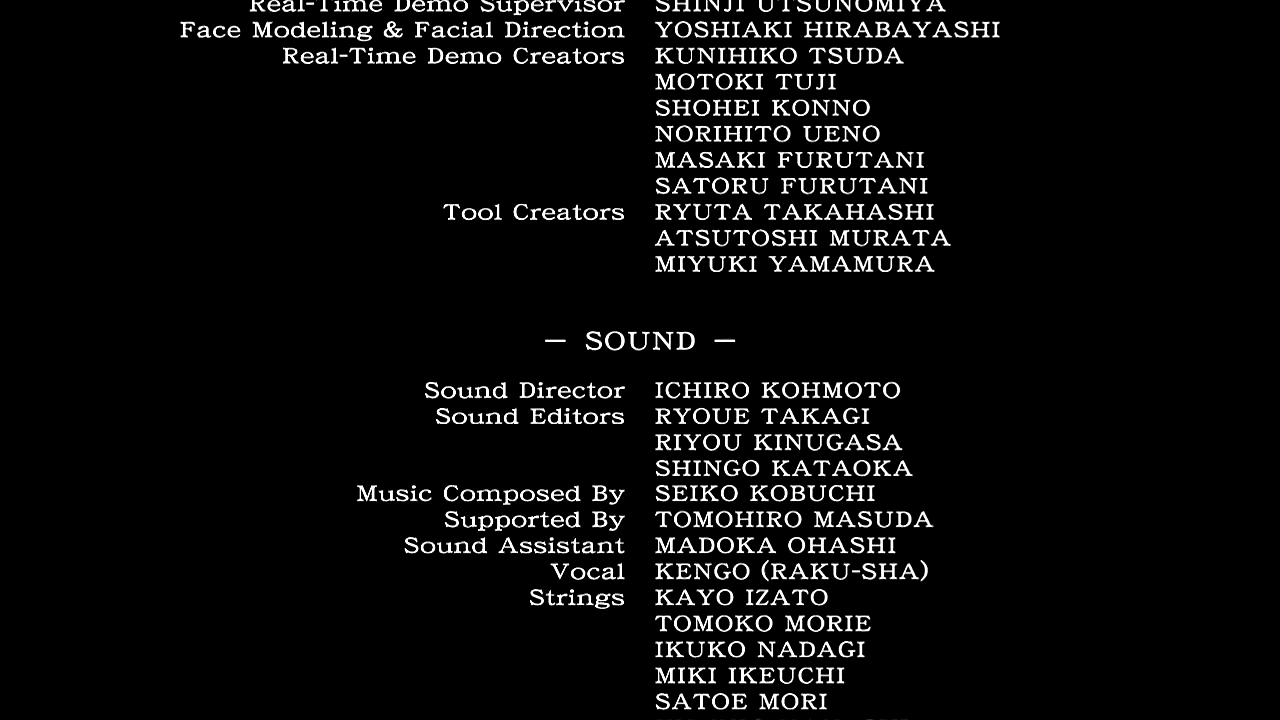 Real-Time Demo Supervisor SHINJI UTSUNOMIYA
Face Modeling & Facial Direction YOSHIAKI HIRABAYASHI
Real-Time Demo Creators KUNIHIKO TSUDA
MOTOKI TUJI
SHOHEI KONNO
NORIHITO UENO
MASAKI FURUTANI
SATORU FURUTANI
Tool Creators RYUTA TAKAHASHI
ATSUTOSHI MURATA
MIYUKI YAMAMURA
— SOUND —
Sound Director ICHIRO KOHMOTO
Sound Editors RYOUE TAKAGI
RIYOU KINUGASA
SHINGO KATAOKA
Music Composed By SEIKO KOBUCHI
Supported By TOMOHIRO MASUDA
Sound Assistant MADOKA OHASHI
Vocal KENGO (RAKU-SHA)
Strings KAYO IZATO
TOMOKO MORIE
IKUKO NADAGI
MIKI IKEUCHI
SATOE MORI